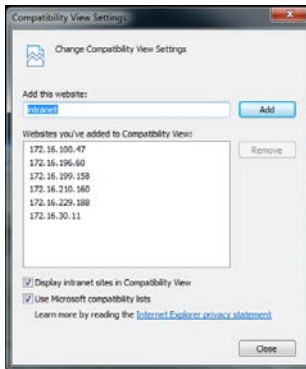 Compatibility View Settings
Change Compatibility View Settings
Add this website:
intranet
Add
Websites you've added to Compatibility View:
172.16.100.47
172.16.196.60
172.16.199.158
172.16.210.160
172.16.229.188
172.16.30.11
Remove
Display intranet sites in Compatibility View
Use Microsoft compatibility lists
Learn more by reading the Internet Explorer privacy statement
Close